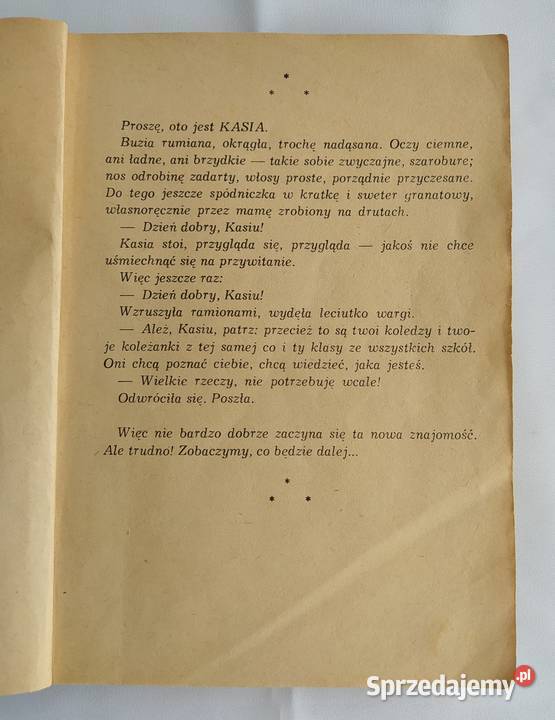 *
* *
Proszę, oto jest KASIA.
Buzia rumiana, okrągła, trochę nadąsana. Oczy ciemne,
ani ładne, ani brzydkie — takie sobie zwyczajne, szarobure;
nos odrobinę zadarty, włosy proste, porządnie przyczesane.
Do tego jeszcze spódniczka w kratkę i sweter granatowy,
własnoręcznie przez mamę zrobiony na drutach.
— Dzień dobry, Kasiu!
Kasia stoi, przygląda się, przygląda — jakoś nie chce
uśmiechnąć się na przywitanie.
Więc jeszcze raz:
— Dzień dobry, Kasiu!
Wzruszyła ramionami, wydęła leciutko wargi.
— Ależ, Kasiu, patrz: przecież to są twoi koledzy i two-
je koleżanki z tej samej co i ty klasy ze wszystkich szkół.
Oni chcą poznać ciebie, chcą wiedzieć, jaka jesteś.
— Wielkie rzeczy, nie potrzebuję wcale!
Odwróciła się. Poszła.
Więc nie bardzo dobrze zaczyna się ta nowa znajomość.
Ale trudno! Zobaczymy, co będzie dalej...
*
* *
Sprzedajemy.pl